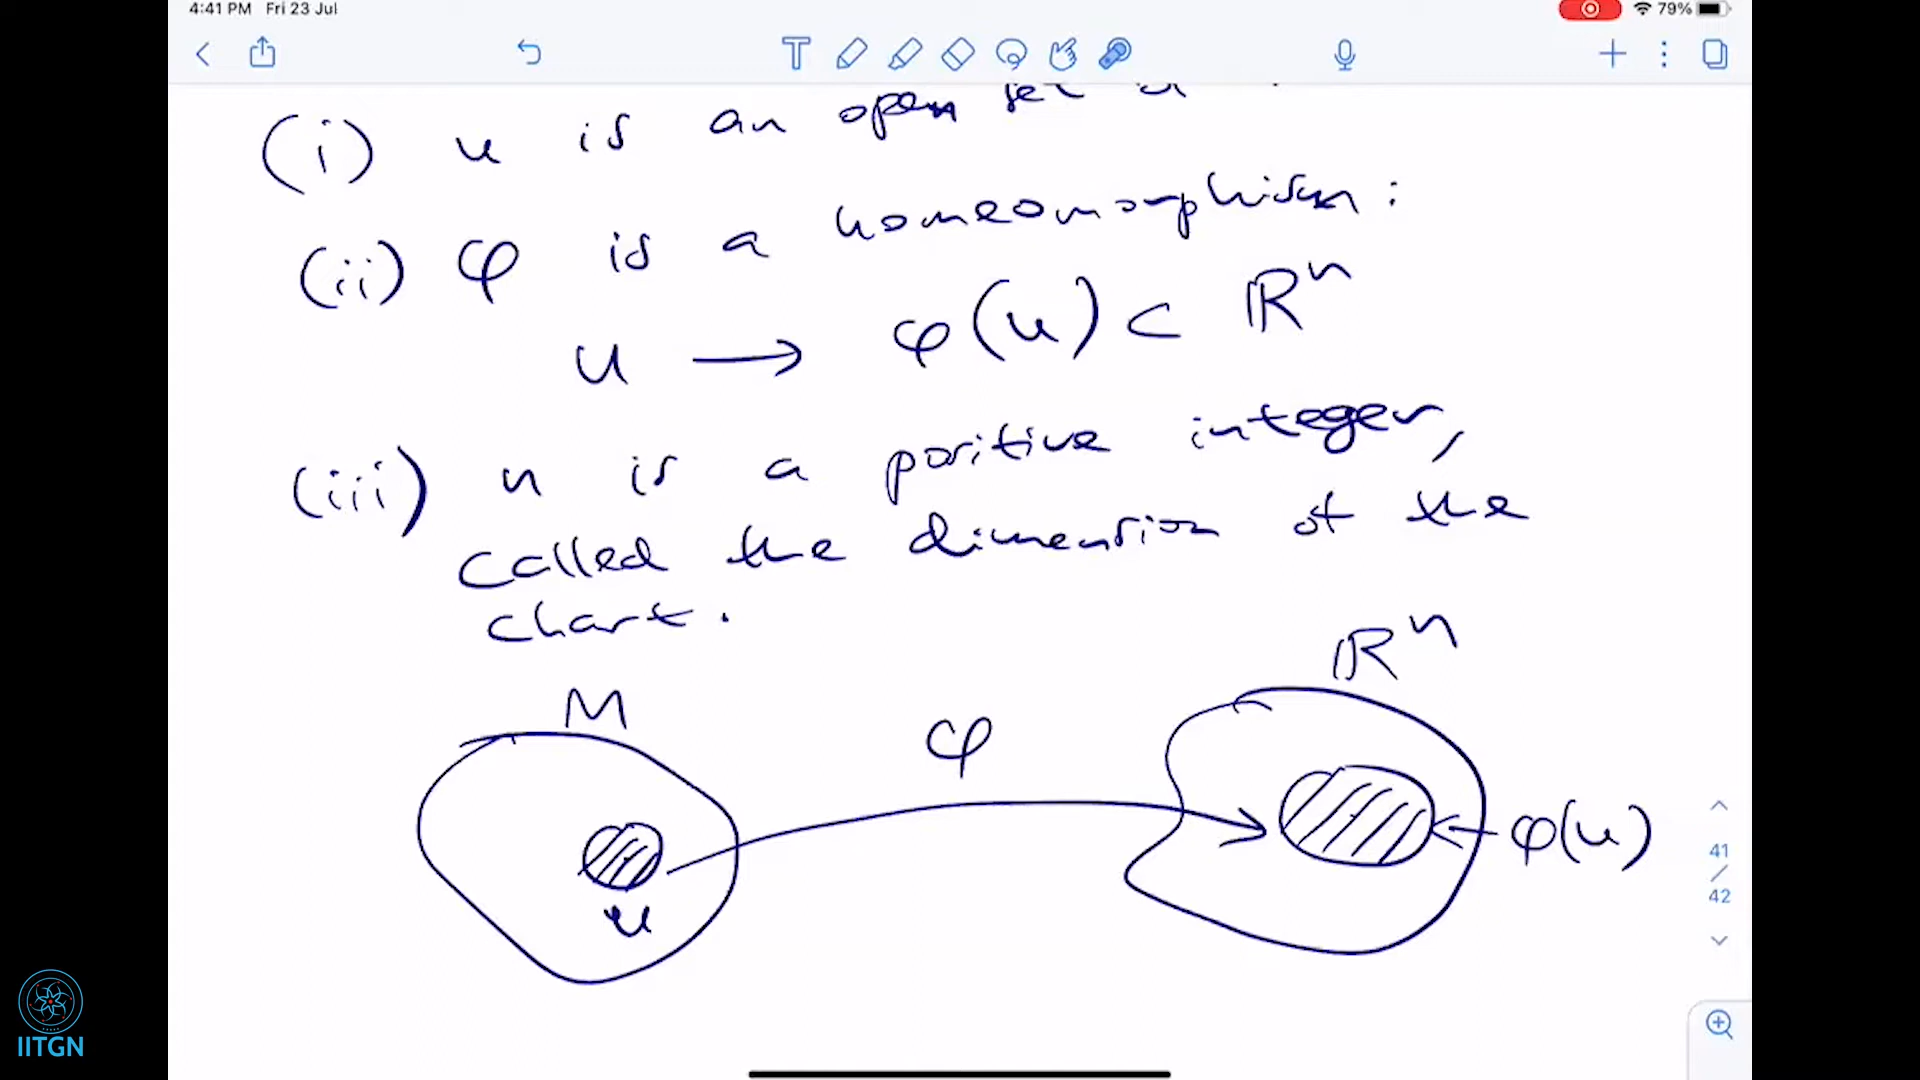 4:41 PM Fri 23 Jul
79%
(i) U is an open set
(ii) φ is a homeomorphism:
U → φ(U) ⊂ ℝⁿ
(iii) n is a positive integer,
called the dimension of the
chart.
M
φ
ℝⁿ
U
φ(U)
41
/
42
IITGN